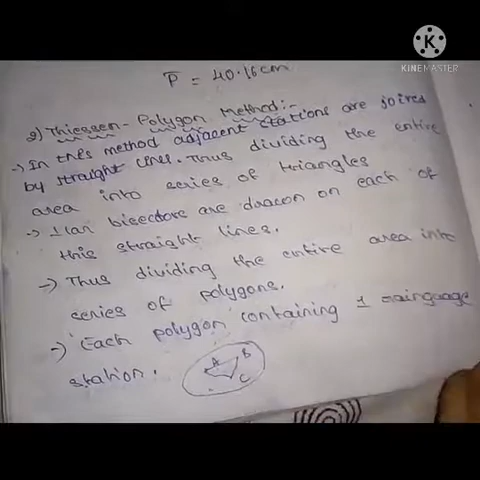 KINEMASTER
P̅ = 40.16cm
2) Thiessen - Polygon Method:-
-> In this method adjacent stations are joined
by straight lines. Thus dividing the entire
area into series of triangles
-> ⊥lar bisectors are drawn on each of
this straight lines.
-> Thus dividing the entire area into
series of polygons.
-> Each polygon containing 1 rainguage
station.
A B
C